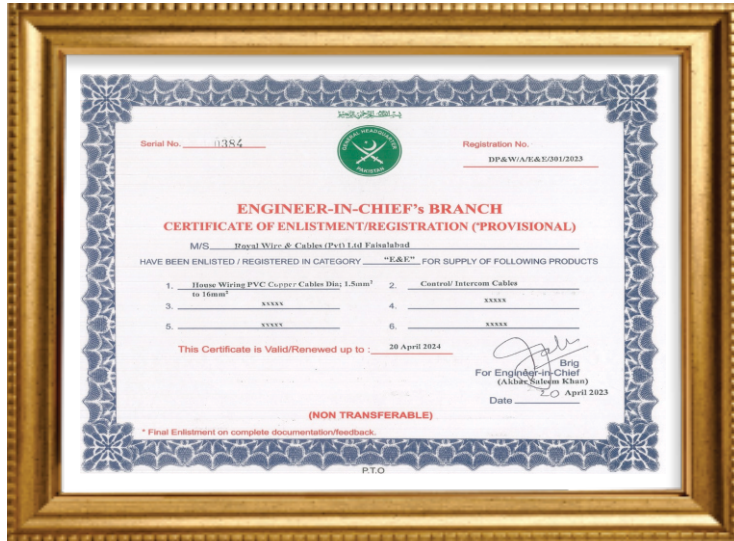 Serial No. 0384
GENERAL HEADQUARTER
PAKISTAN
Registration No.
DP&W/A/E&E/301/2023
ENGINEER-IN-CHIEF's BRANCH
CERTIFICATE OF ENLISTMENT/REGISTRATION (*PROVISIONAL)
M/S Royal Wire & Cables (Pvt) Ltd Faisalabad
HAVE BEEN ENLISTED / REGISTERED IN CATEGORY "E&E" FOR SUPPLY OF FOLLOWING PRODUCTS
1. House Wiring PVC Copper Cables Dia; 1.5mm² to 16mm²
2. Control/ Intercom Cables
3. xxxxx
4. xxxxx
5. xxxxx
6. xxxxx
This Certificate is Valid/Renewed up to : 20 April 2024
Brig
For Engineer-in-Chief
(Akbar Saleem Khan)
Date 20 April 2023
(NON TRANSFERABLE)
* Final Enlistment on complete documentation/feedback.
P.T.O